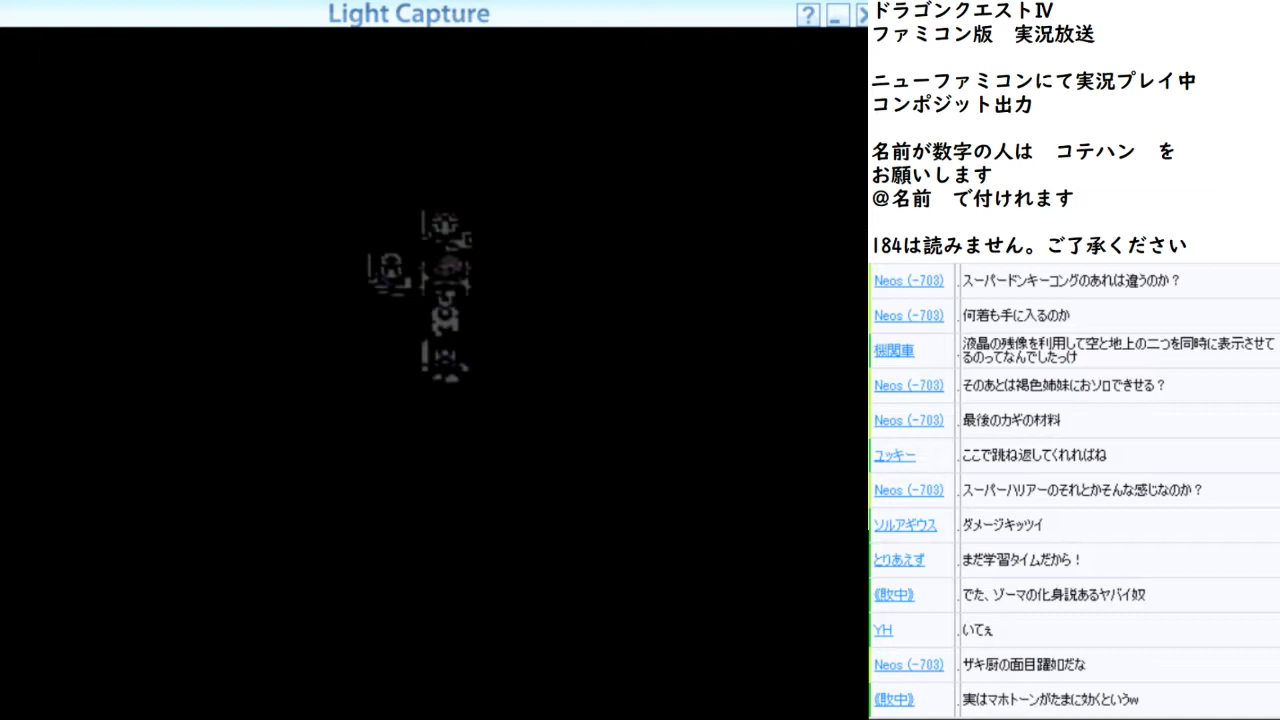 Light Capture
ドラゴンクエストⅣ
ファミコン版　実況放送
ニューファミコンにて実況プレイ中
コンポジット出力
名前が数字の人は　コテハン　を
お願いします
＠名前　で付けれます
184は読みません。ご了承ください
Neos (-703) スーパードンキーコングのあれは違うのか？
Neos (-703) 何着も手に入るのか
機関車 液晶の残像を利用して空と地上の二つを同時に表示させて
るのってなんでしたっけ
Neos (-703) そのあとは褐色姉妹におソロできせる？
Neos (-703) 最後のカギの材料
ユッキー ここで跳ね返してくれればね
Neos (-703) スーパーハリアーのそれとかそんな感じなのか？
ソルアギウス ダメージキッツイ
とりあえず まだ学習タイムだから！
《敗中》 でた、ゾーマの化身説あるヤバイ奴
YH いてぇ
Neos (-703) ザキ厨の面目躍如だな
《敗中》 実はマホトーンがたまに効くというw